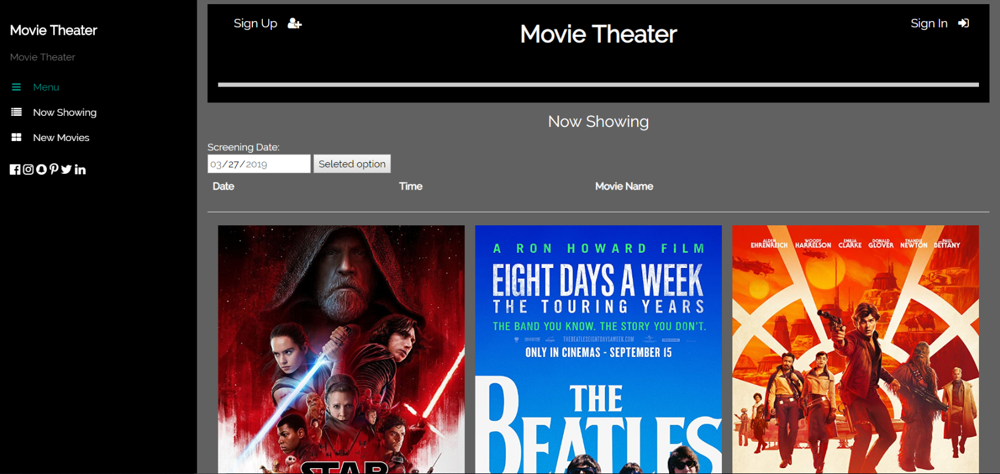 Movie Theater
Movie Theater
Menu
Now Showing
New Movies
Sign Up
Movie Theater
Sign In
Now Showing
Screening Date:
03/27/2019 Seleted option
Date Time Movie Name
STAR
A RON HOWARD FILM
EIGHT DAYS A WEEK
THE TOURING YEARS
THE BAND YOU KNOW. THE STORY YOU DON'T.
THEBEATLESEIGHTDAYSAWEEK.COM
ONLY IN CINEMAS - SEPTEMBER 15
THE
BEATLES
ALDEN EHRENREICH WOODY HARRELSON EMILIA CLARKE DONALD GLOVER THANDIE NEWTON AND PAUL BETTANY